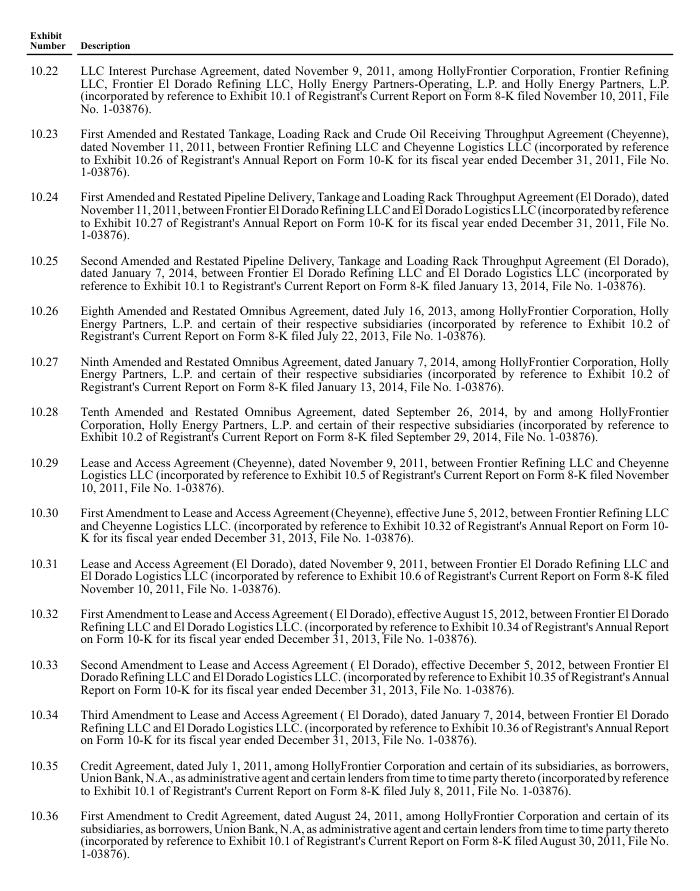 Exhibit
Number Description
10.22 LLC Interest Purchase Agreement, dated November 9, 2011, among HollyFrontier Corporation, Frontier Refining
LLC, Frontier El Dorado Refining LLC, Holly Energy Partners-Operating, L.P. and Holly Energy Partners, L.P.
(incorporated by reference to Exhibit 10.1 of Registrant's Current Report on Form 8-K filed November 10, 2011, File
No. 1-03876).
10.23 First Amended and Restated Tankage, Loading Rack and Crude Oil Receiving Throughput Agreement (Cheyenne),
dated November 11, 2011, between Frontier Refining LLC and Cheyenne Logistics LLC (incorporated by reference
to Exhibit 10.26 of Registrant's Annual Report on Form 10-K for its fiscal year ended December 31, 2011, File No.
1-03876).
10.24 First Amended and Restated Pipeline Delivery, Tankage and Loading Rack Throughput Agreement (El Dorado), dated
November 11, 2011, between Frontier El Dorado Refining LLC and El Dorado Logistics LLC (incorporated by reference
to Exhibit 10.27 of Registrant's Annual Report on Form 10-K for its fiscal year ended December 31, 2011, File No.
1-03876).
10.25 Second Amended and Restated Pipeline Delivery, Tankage and Loading Rack Throughput Agreement (El Dorado),
dated January 7, 2014, between Frontier El Dorado Refining LLC and El Dorado Logistics LLC (incorporated by
reference to Exhibit 10.1 to Registrant's Current Report on Form 8-K filed January 13, 2014, File No. 1-03876).
10.26 Eighth Amended and Restated Omnibus Agreement, dated July 16, 2013, among HollyFrontier Corporation, Holly
Energy Partners, L.P. and certain of their respective subsidiaries (incorporated by reference to Exhibit 10.2 of
Registrant's Current Report on Form 8-K filed July 22, 2013, File No. 1-03876).
10.27 Ninth Amended and Restated Omnibus Agreement, dated January 7, 2014, among HollyFrontier Corporation, Holly
Energy Partners, L.P. and certain of their respective subsidiaries (incorporated by reference to Exhibit 10.2 of
Registrant's Current Report on Form 8-K filed January 13, 2014, File No. 1-03876).
10.28 Tenth Amended and Restated Omnibus Agreement, dated September 26, 2014, by and among HollyFrontier
Corporation, Holly Energy Partners, L.P. and certain of their respective subsidiaries (incorporated by reference to
Exhibit 10.2 of Registrant's Current Report on Form 8-K filed September 29, 2014, File No. 1-03876).
10.29 Lease and Access Agreement (Cheyenne), dated November 9, 2011, between Frontier Refining LLC and Cheyenne
Logistics LLC (incorporated by reference to Exhibit 10.5 of Registrant's Current Report on Form 8-K filed November
10, 2011, File No. 1-03876).
10.30 First Amendment to Lease and Access Agreement (Cheyenne), effective June 5, 2012, between Frontier Refining LLC
and Cheyenne Logistics LLC. (incorporated by reference to Exhibit 10.32 of Registrant's Annual Report on Form 10-
K for its fiscal year ended December 31, 2013, File No. 1-03876).
10.31 Lease and Access Agreement (El Dorado), dated November 9, 2011, between Frontier El Dorado Refining LLC and
El Dorado Logistics LLC (incorporated by reference to Exhibit 10.6 of Registrant's Current Report on Form 8-K filed
November 10, 2011, File No. 1-03876).
10.32 First Amendment to Lease and Access Agreement ( El Dorado), effective August 15, 2012, between Frontier El Dorado
Refining LLC and El Dorado Logistics LLC. (incorporated by reference to Exhibit 10.34 of Registrant's Annual Report
on Form 10-K for its fiscal year ended December 31, 2013, File No. 1-03876).
10.33 Second Amendment to Lease and Access Agreement ( El Dorado), effective December 5, 2012, between Frontier El
Dorado Refining LLC and El Dorado Logistics LLC. (incorporated by reference to Exhibit 10.35 of Registrant's Annual
Report on Form 10-K for its fiscal year ended December 31, 2013, File No. 1-03876).
10.34 Third Amendment to Lease and Access Agreement ( El Dorado), dated January 7, 2014, between Frontier El Dorado
Refining LLC and El Dorado Logistics LLC. (incorporated by reference to Exhibit 10.36 of Registrant's Annual Report
on Form 10-K for its fiscal year ended December 31, 2013, File No. 1-03876).
10.35 Credit Agreement, dated July 1, 2011, among HollyFrontier Corporation and certain of its subsidiaries, as borrowers,
Union Bank, N.A., as administrative agent and certain lenders from time to time party thereto (incorporated by reference
to Exhibit 10.1 of Registrant's Current Report on Form 8-K filed July 8, 2011, File No. 1-03876).
10.36 First Amendment to Credit Agreement, dated August 24, 2011, among HollyFrontier Corporation and certain of its
subsidiaries, as borrowers, Union Bank, N.A, as administrative agent and certain lenders from time to time party thereto
(incorporated by reference to Exhibit 10.1 of Registrant's Current Report on Form 8-K filed August 30, 2011, File No.
1-03876).